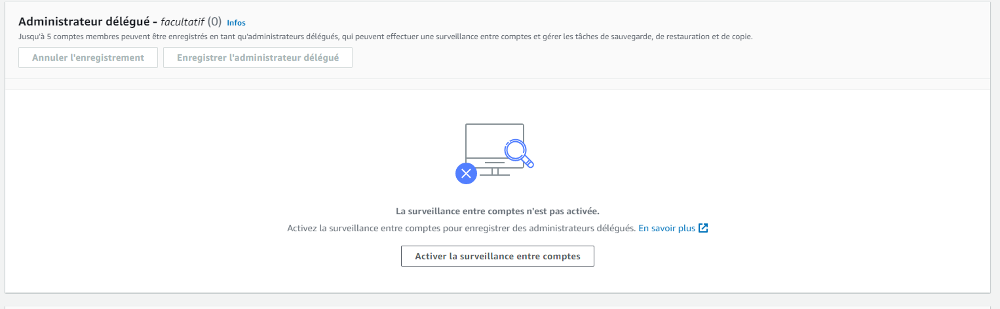 Administrateur délégué - facultatif (0) Infos
Jusqu'à 5 comptes membres peuvent être enregistrés en tant qu'administrateurs délégués, qui peuvent effectuer une surveillance entre comptes et gérer les tâches de sauvegarde, de restauration et de copie.
Annuler l'enregistrement Enregistrer l'administrateur délégué
La surveillance entre comptes n'est pas activée.
Activez la surveillance entre comptes pour enregistrer des administrateurs délégués. En savoir plus
Activer la surveillance entre comptes